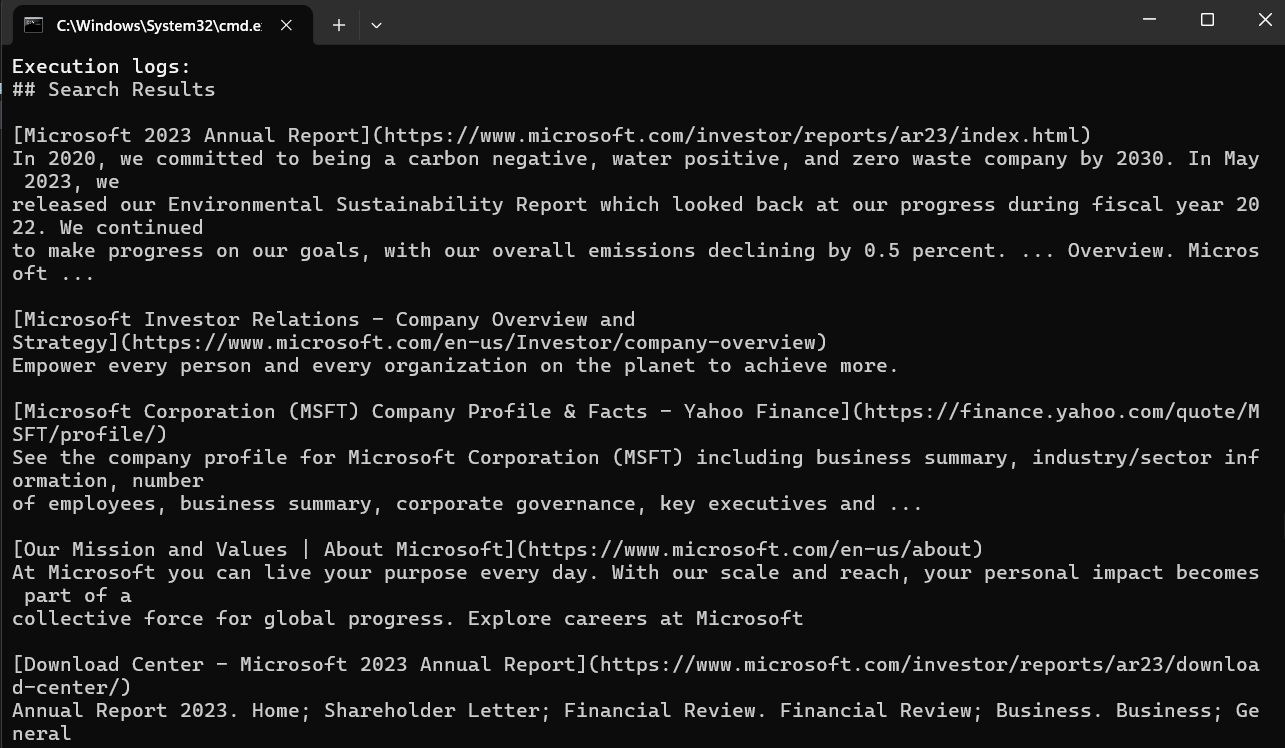 C:\Windows\System32\cmd.e
Execution logs:
## Search Results
[Microsoft 2023 Annual Report](https://www.microsoft.com/investor/reports/ar23/index.html)
In 2020, we committed to being a carbon negative, water positive, and zero waste company by 2030. In May
2023, we
released our Environmental Sustainability Report which looked back at our progress during fiscal year 20
22. We continued
to make progress on our goals, with our overall emissions declining by 0.5 percent. ... Overview. Micros
oft ...
[Microsoft Investor Relations - Company Overview and
Strategy](https://www.microsoft.com/en-us/Investor/company-overview)
Empower every person and every organization on the planet to achieve more.
[Microsoft Corporation (MSFT) Company Profile & Facts - Yahoo Finance](https://finance.yahoo.com/quote/M
SFT/profile/)
See the company profile for Microsoft Corporation (MSFT) including business summary, industry/sector inf
ormation, number
of employees, business summary, corporate governance, key executives and ...
[Our Mission and Values | About Microsoft](https://www.microsoft.com/en-us/about)
At Microsoft you can live your purpose every day. With our scale and reach, your personal impact becomes
part of a
collective force for global progress. Explore careers at Microsoft
[Download Center - Microsoft 2023 Annual Report](https://www.microsoft.com/investor/reports/ar23/downloa
d-center/)
Annual Report 2023. Home; Shareholder Letter; Financial Review. Financial Review; Business. Business; Ge
neral